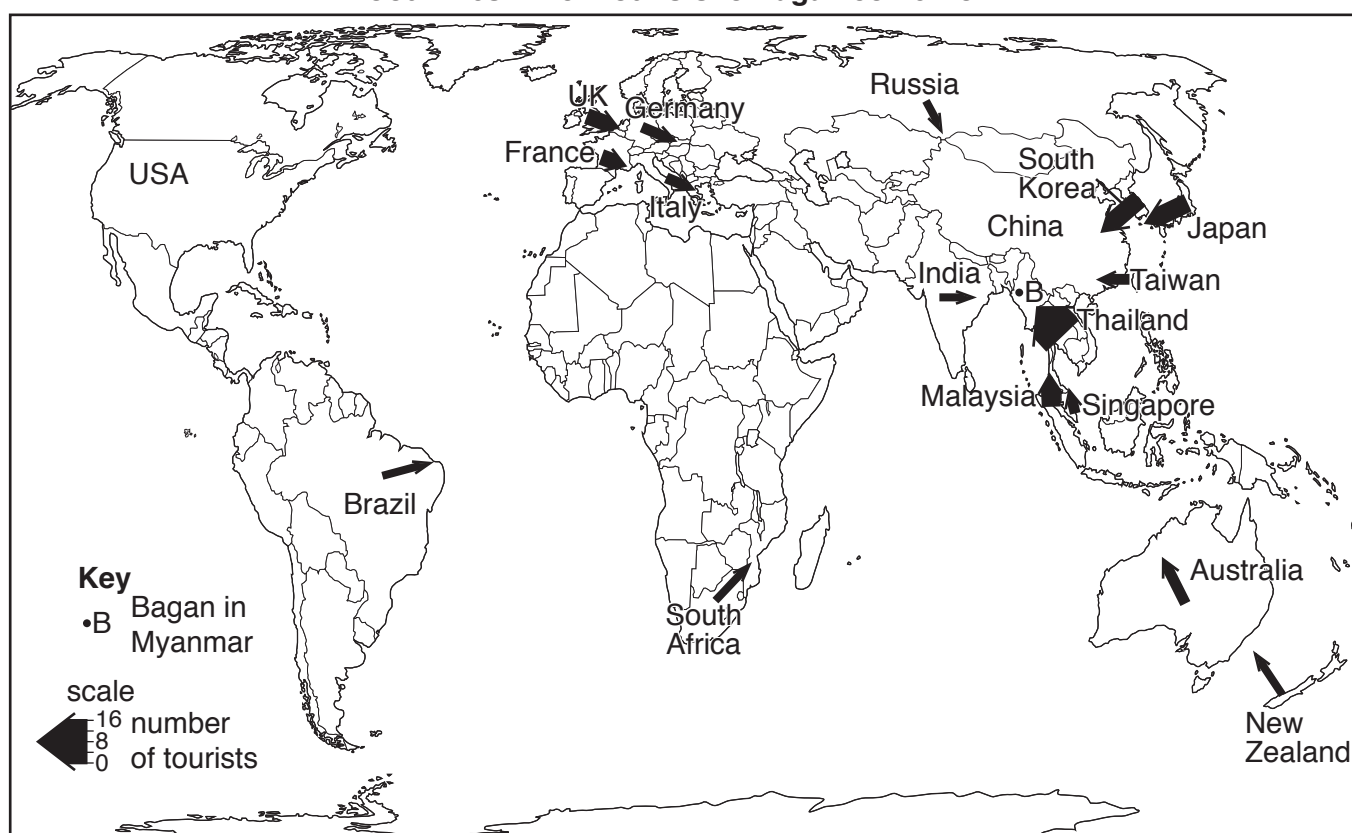 UK
Germany
France
Italy
Russia
USA
South
Korea
China
Japan
India
•B
Taiwan
Thailand
Malaysia
Singapore
Brazil
South
Africa
Australia
New
Zealand
Key
•B Bagan in
Myanmar
scale
16 number
8 of tourists
0